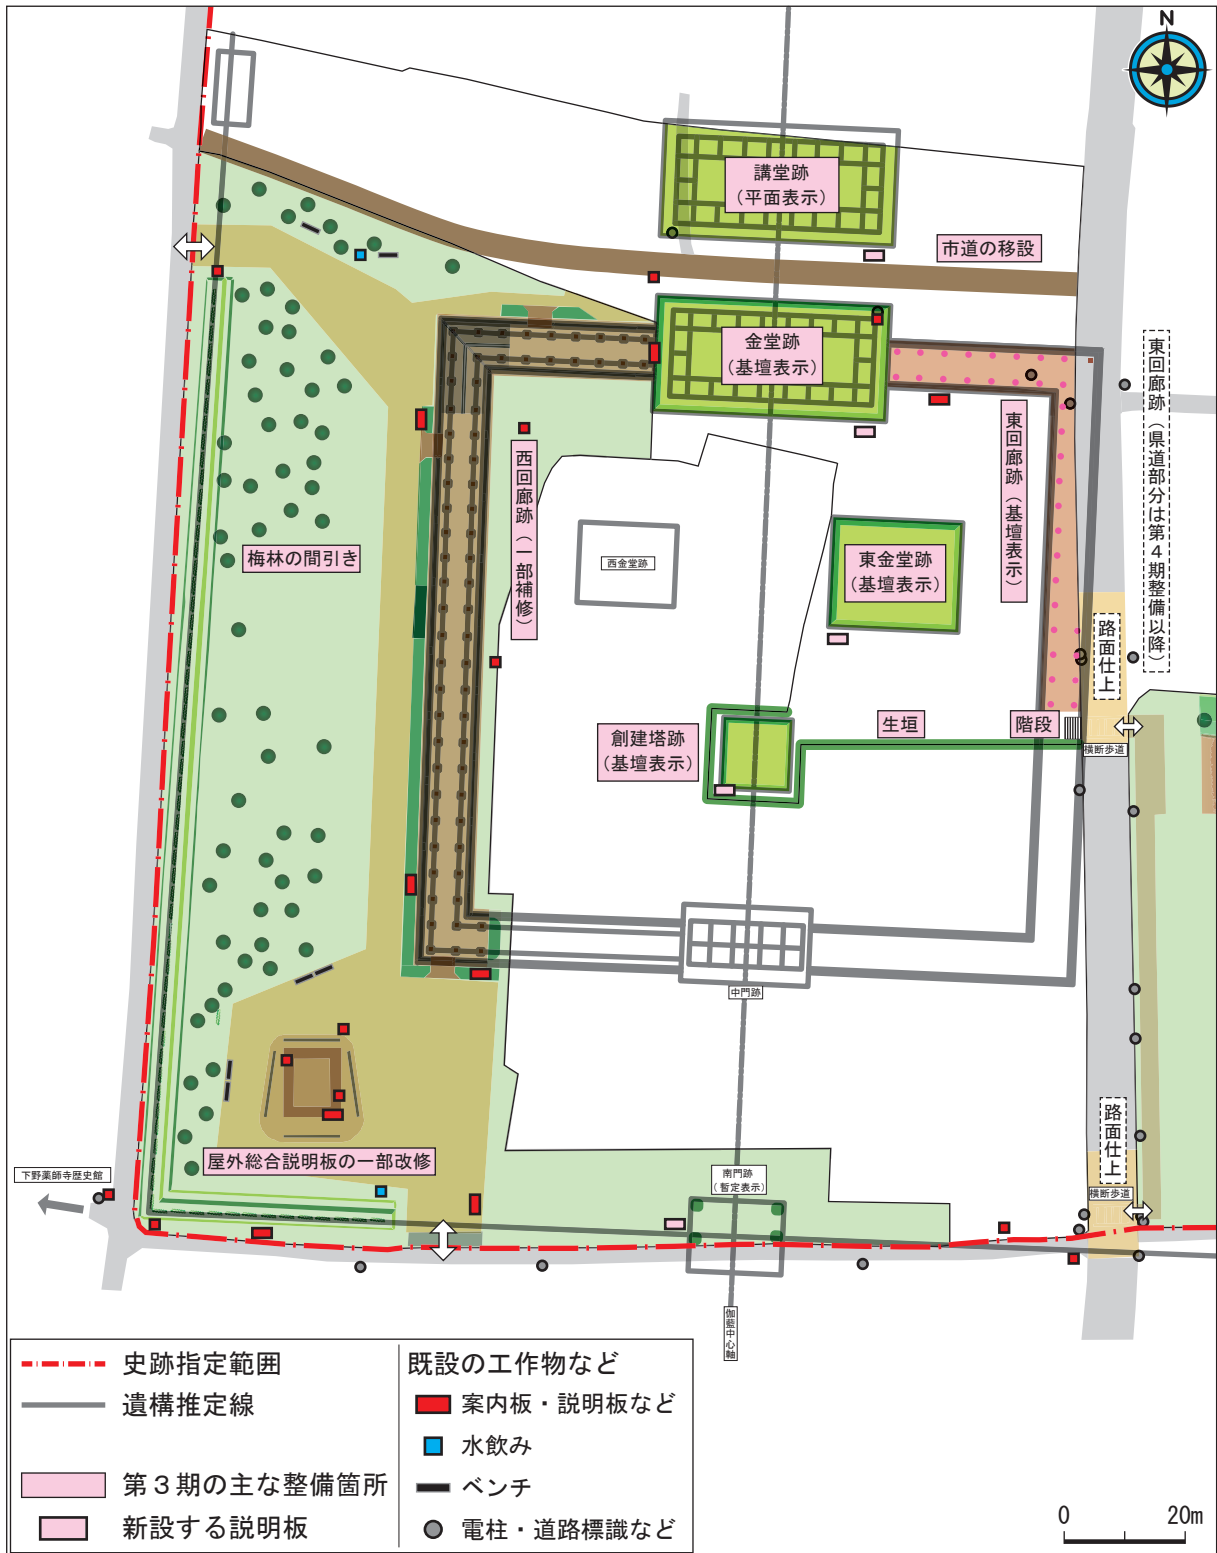 N
講堂跡
（平面表示）
市道の移設
金堂跡
（基壇表示）
東回廊跡（県道部分は第４期整備以降）
東回廊跡（基壇表示）
西回廊跡（一部補修）
梅林の間引き
西金堂跡
東金堂跡
（基壇表示）
路面仕上
創建塔跡
（基壇表示）
生垣
階段
横断歩道
中門跡
路面仕上
屋外総合説明板の一部改修
下野薬師寺歴史館
南門跡
（暫定表示）
横断歩道
伽藍中心軸
史跡指定範囲
遺構推定線
第３期の主な整備箇所
新設する説明板
既設の工作物など
案内板・説明板など
水飲み
ベンチ
電柱・道路標識など
0 20m